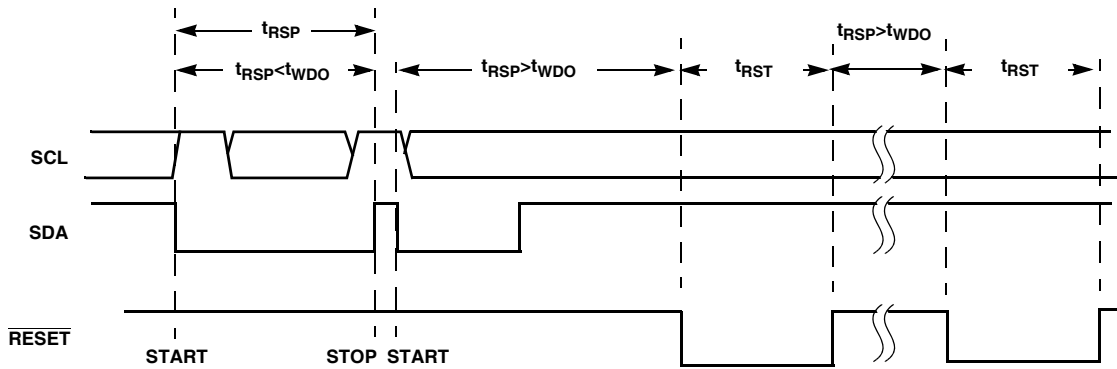 tRSP
tRSP<tWDO
tRSP>tWDO
tRST
tRSP>tWDO
tRST
SCL
SDA
RESET
START
STOP
START